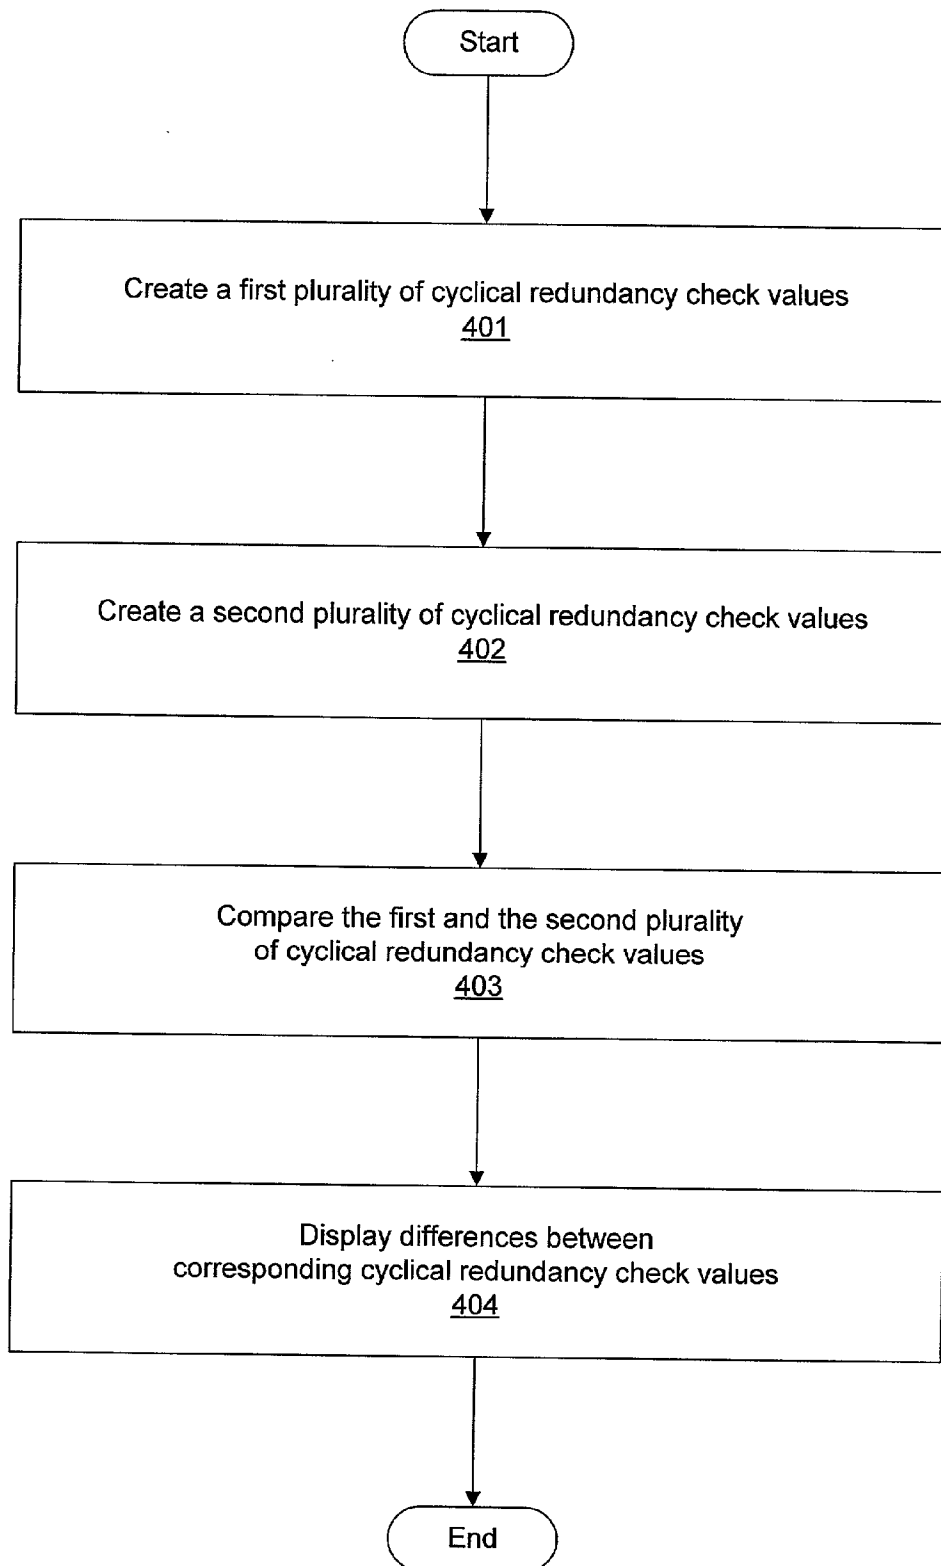 Start
Create a first plurality of cyclical redundancy check values
401
Create a second plurality of cyclical redundancy check values
402
Compare the first and the second plurality
of cyclical redundancy check values
403
Display differences between
corresponding cyclical redundancy check values
404
End